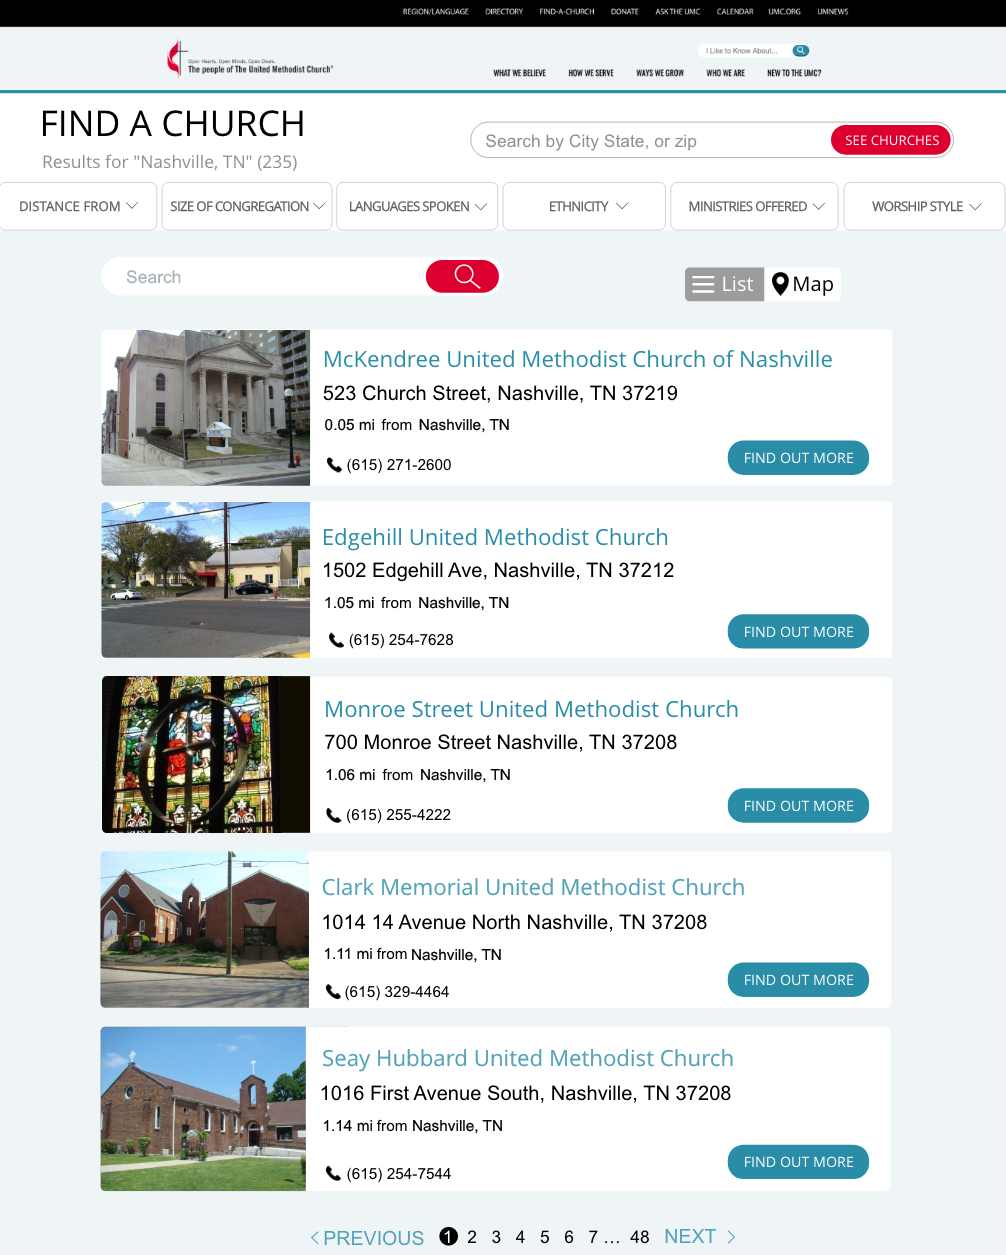 REGION/LANGUAGE DIRECTORY FIND-A-CHURCH DONATE ASK THE UMC CALENDAR UMC.ORG UMNEWS
Open Hearts. Open Minds. Open Doors.
The people of The United Methodist Church®
I Like to Know About...
WHAT WE BELIEVE HOW WE SERVE WAYS WE GROW WHO WE ARE NEW TO THE UMC?
FIND A CHURCH
Search by City State, or zip SEE CHURCHES
Results for "Nashville, TN" (235)
DISTANCE FROM SIZE OF CONGREGATION LANGUAGES SPOKEN ETHNICITY MINISTRIES OFFERED WORSHIP STYLE
Search
List Map
McKendree United Methodist Church of Nashville
523 Church Street, Nashville, TN 37219
0.05 mi from Nashville, TN
(615) 271-2600
FIND OUT MORE
Edgehill United Methodist Church
1502 Edgehill Ave, Nashville, TN 37212
1.05 mi from Nashville, TN
(615) 254-7628
FIND OUT MORE
Monroe Street United Methodist Church
700 Monroe Street Nashville, TN 37208
1.06 mi from Nashville, TN
(615) 255-4222
FIND OUT MORE
Clark Memorial United Methodist Church
1014 14 Avenue North Nashville, TN 37208
1.11 mi from Nashville, TN
(615) 329-4464
FIND OUT MORE
Seay Hubbard United Methodist Church
1016 First Avenue South, Nashville, TN 37208
1.14 mi from Nashville, TN
(615) 254-7544
FIND OUT MORE
PREVIOUS 1 2 3 4 5 6 7 ... 48 NEXT